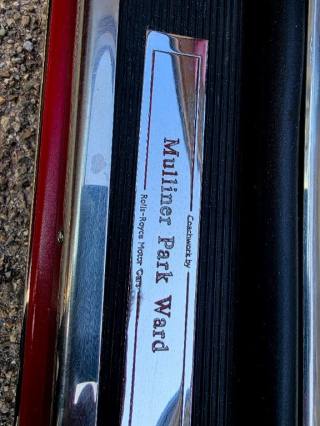 Coachwork by
Mulliner Park Ward
Rolls-Royce Motor Cars